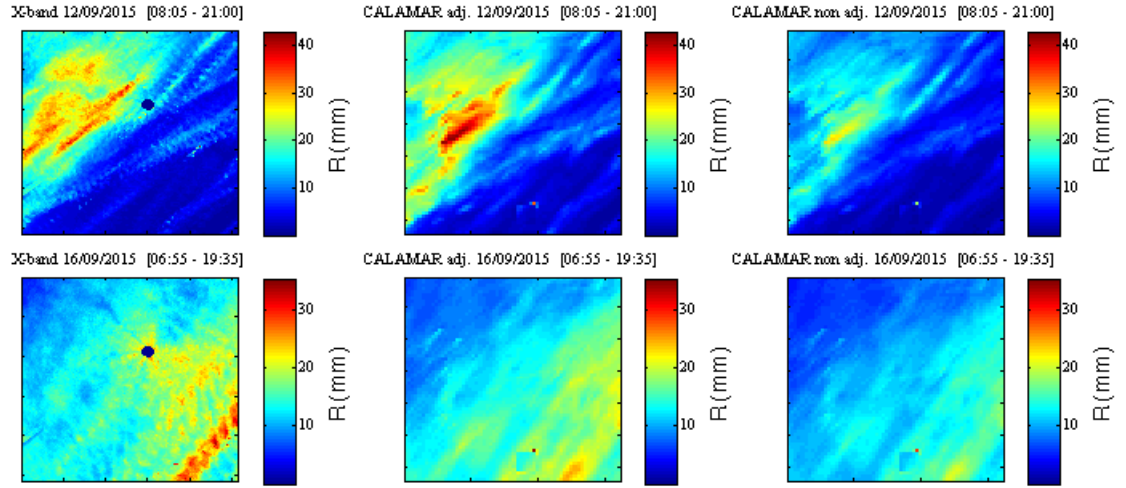 X-band 12/09/2015 [08:05 - 21:00]
CALAMAR adj. 12/09/2015 [08:05 - 21:00]
CALAMAR non adj. 12/09/2015 [08:05 - 21:00]
40
30
20
10
R(mm)
40
30
20
10
R(mm)
40
30
20
10
R(mm)
X-band 16/09/2015 [06:55 - 19:35]
CALAMAR adj. 16/09/2015 [06:55 - 19:35]
CALAMAR non adj. 16/09/2015 [06:55 - 19:35]
30
20
10
R(mm)
30
20
10
R(mm)
30
20
10
R(mm)